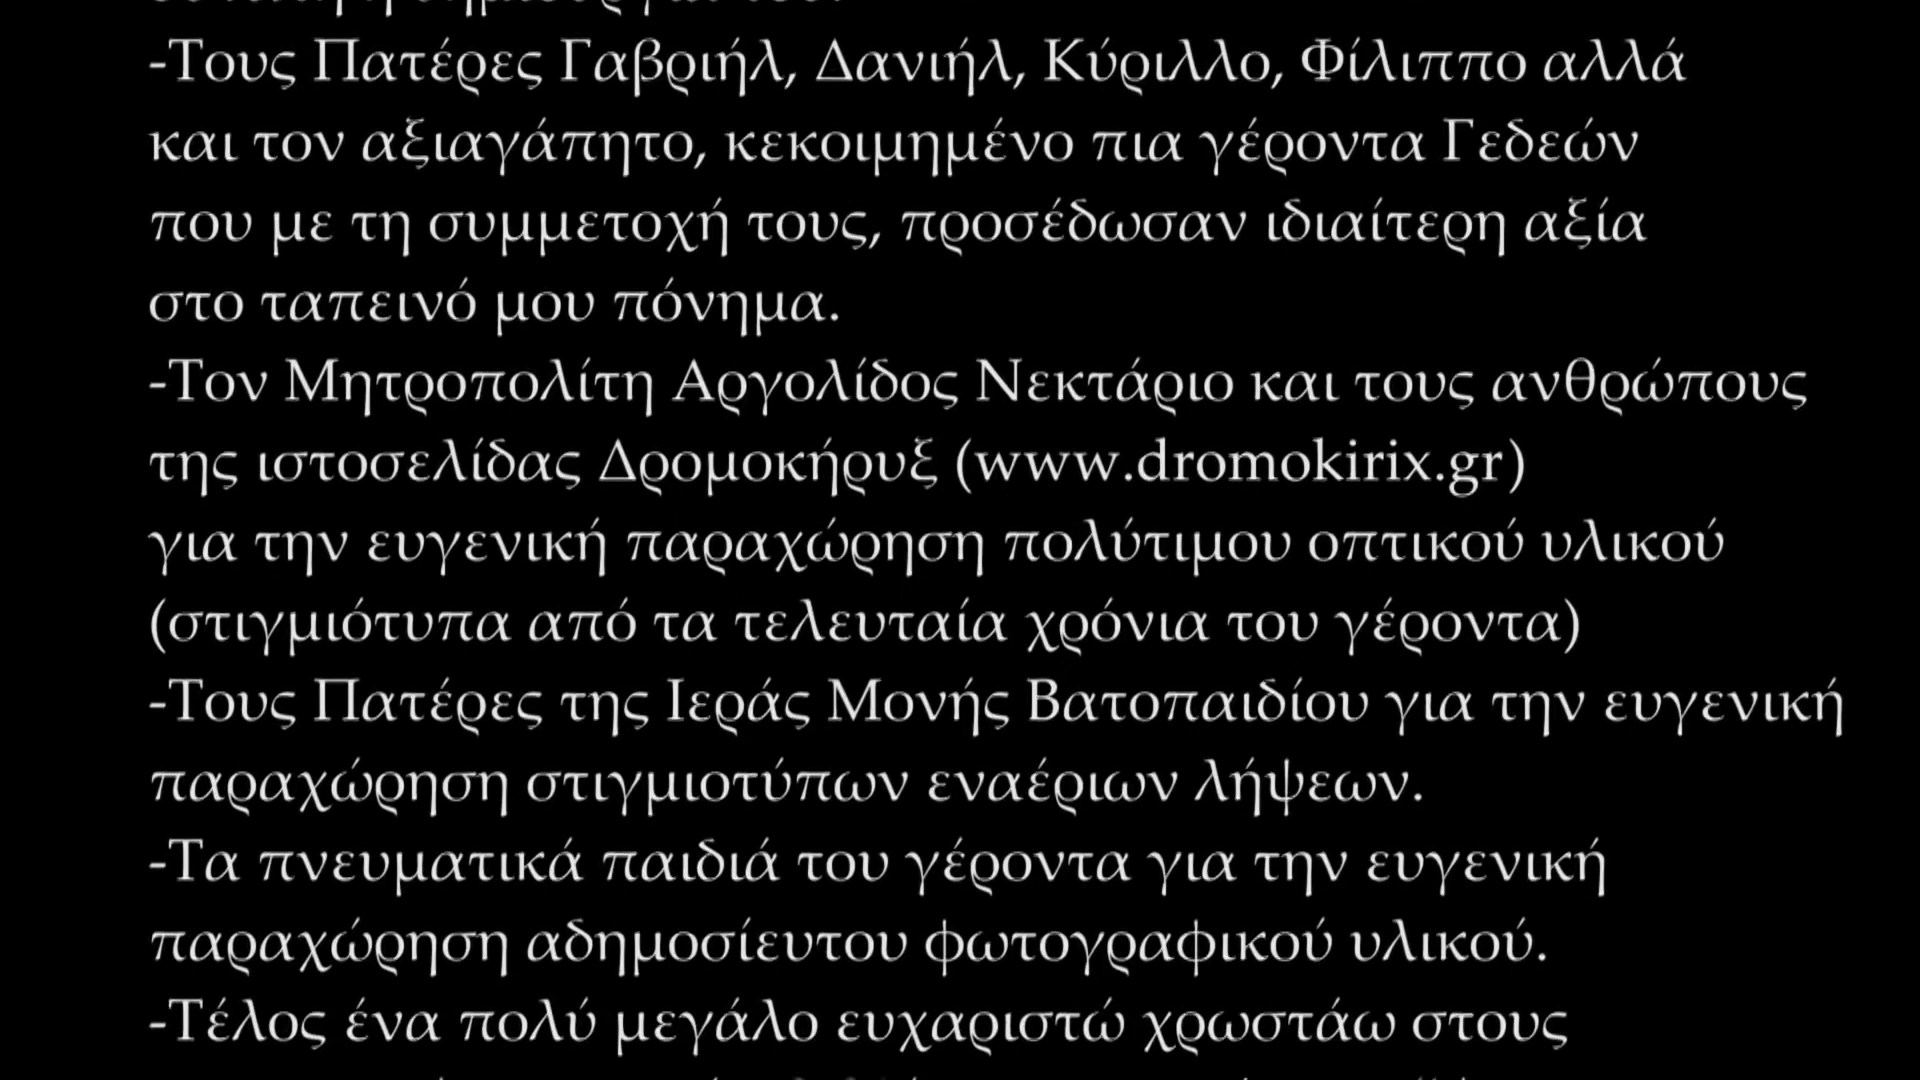 -Τους Πατέρες Γαβριήλ, Δανιήλ, Κύριλλο, Φίλιππο αλλά
και τον αξιαγάπητο, κεκοιμημένο πια γέροντα Γεδεών
που με τη συμμετοχή τους, προσέδωσαν ιδιαίτερη αξία
στο ταπεινό μου πόνημα.
-Τον Μητροπολίτη Αργολίδος Νεκτάριο και τους ανθρώπους
της ιστοσελίδας Δρομοκήρυξ (www.dromokirix.gr)
για την ευγενική παραχώρηση πολύτιμου οπτικού υλικού
(στιγμιότυπα από τα τελευταία χρόνια του γέροντα)
-Τους Πατέρες της Ιεράς Μονής Βατοπαιδίου για την ευγενική
παραχώρηση στιγμιοτύπων εναέριων λήψεων.
-Τα πνευματικά παιδιά του γέροντα για την ευγενική
παραχώρηση αδημοσίευτου φωτογραφικού υλικού.
-Τέλος ένα πολύ μεγάλο ευχαριστώ χρωστάω στους